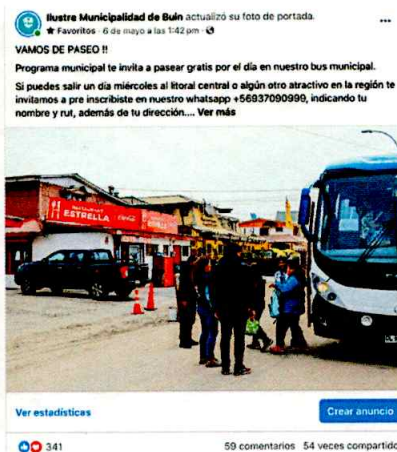 Ilustre Municipalidad de Buin actualizó su foto de portada.
Favoritos · 6 de mayo a las 1:42 pm ·
VAMOS DE PASEO !!
Programa municipal te invita a pasear gratis por el día en nuestro bus municipal.
Si puedes salir un día miércoles al litoral central o algún otro atractivo en la región te
invitamos a pre inscribiste en nuestro whatsapp +56937090999, indicando tu
nombre y rut, además de tu dirección.... Ver más
RESTAURANT
ESTRELLA
Ver estadísticas
Crear anuncio
341
59 comentarios 54 veces compartido